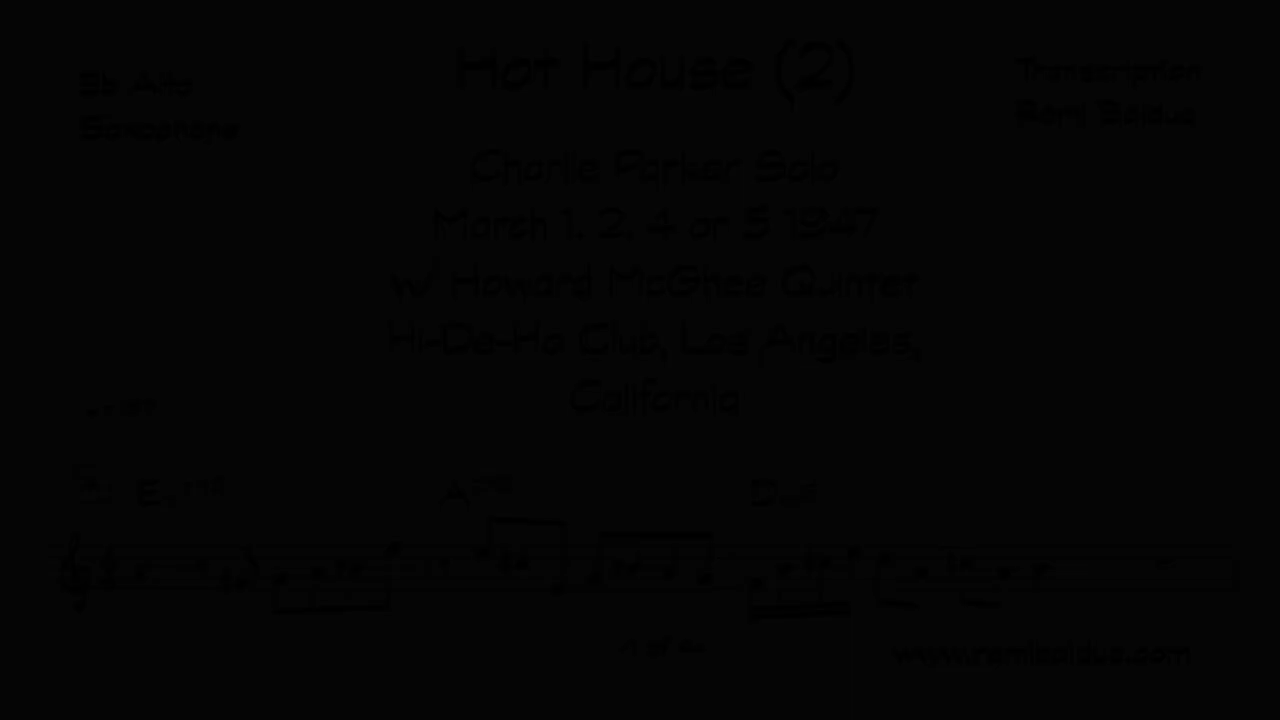 Hot House (2)
Eb Alto
Saxophone
Transcription
Remi Bolduc
Charlie Parker Solo
March 1, 2, 4 or 5 1947
w/ Howard McGhee Quintet
Hi-De-Ho Club, Los Angeles,
California
www.remibolduc.com